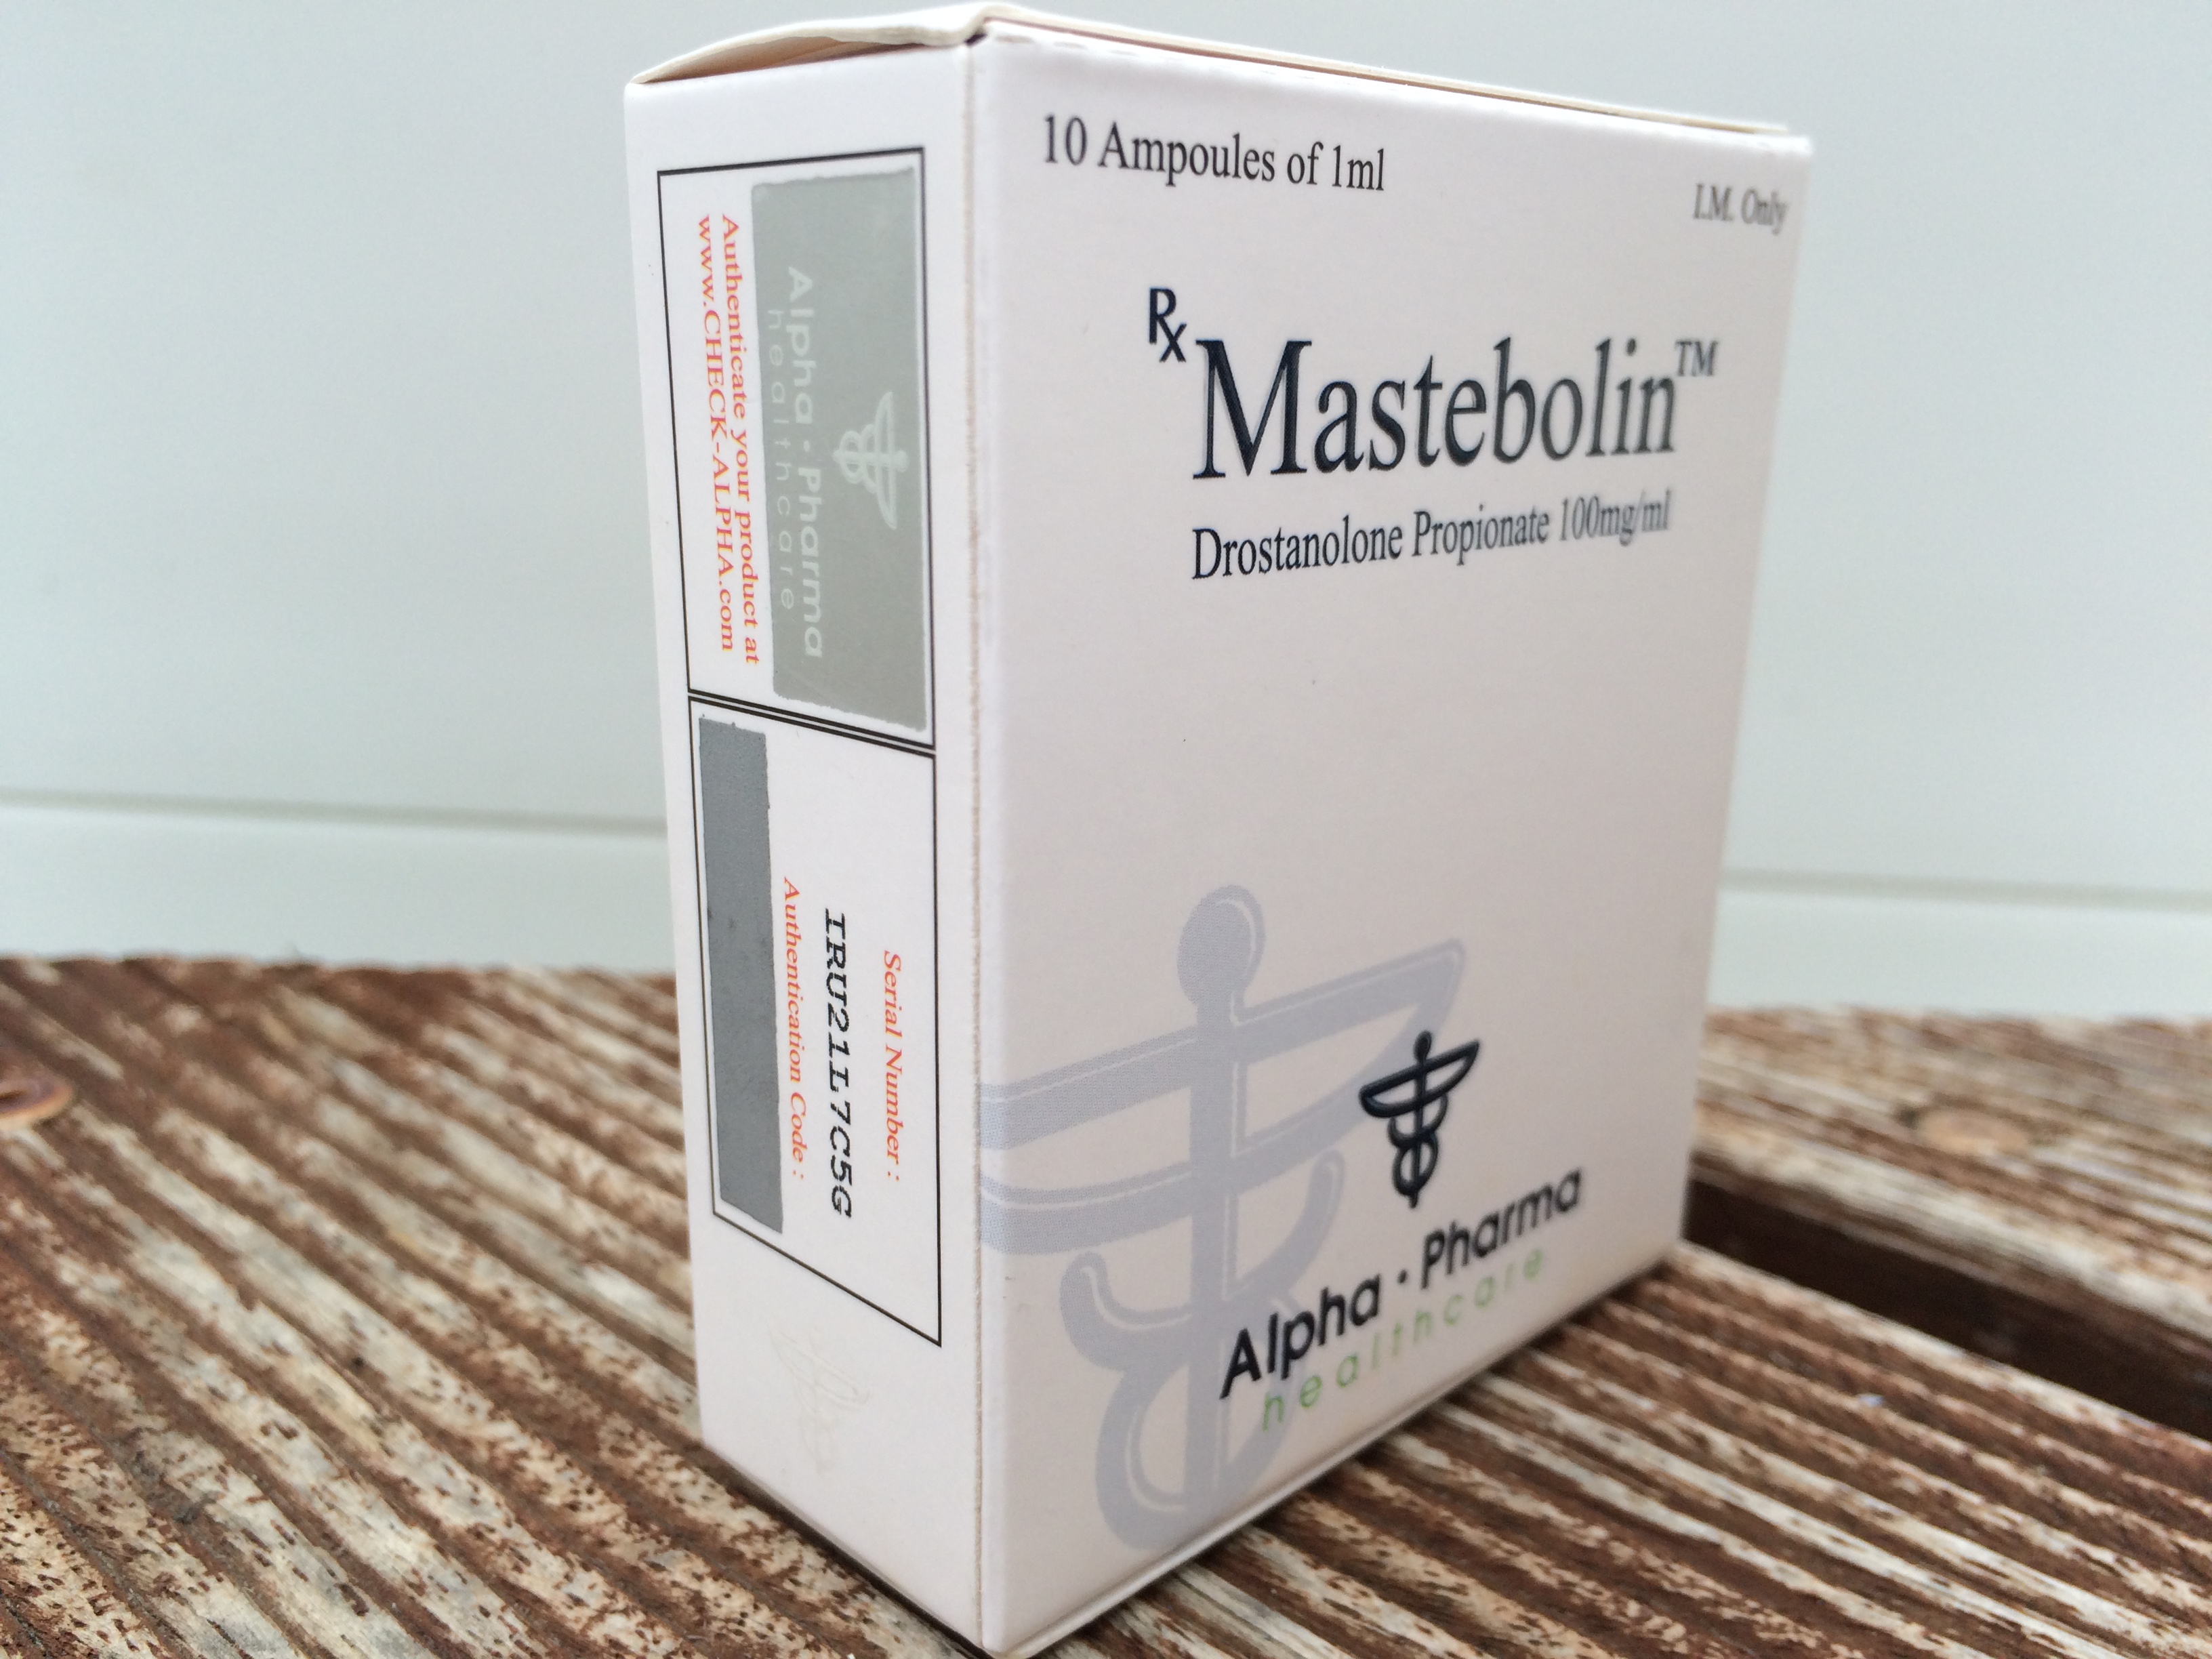 10 Ampoules of 1ml
I.M. Only
Rx
Mastebolin™
Drostanolone Propionate 100mg/ml
Alpha · Pharma
healthcare
Alpha · Pharma
healthcare
Authenticate your product at
www.CHECK-ALPHA.com
Serial Number :
IRU21L7C5G
Authentication Code :